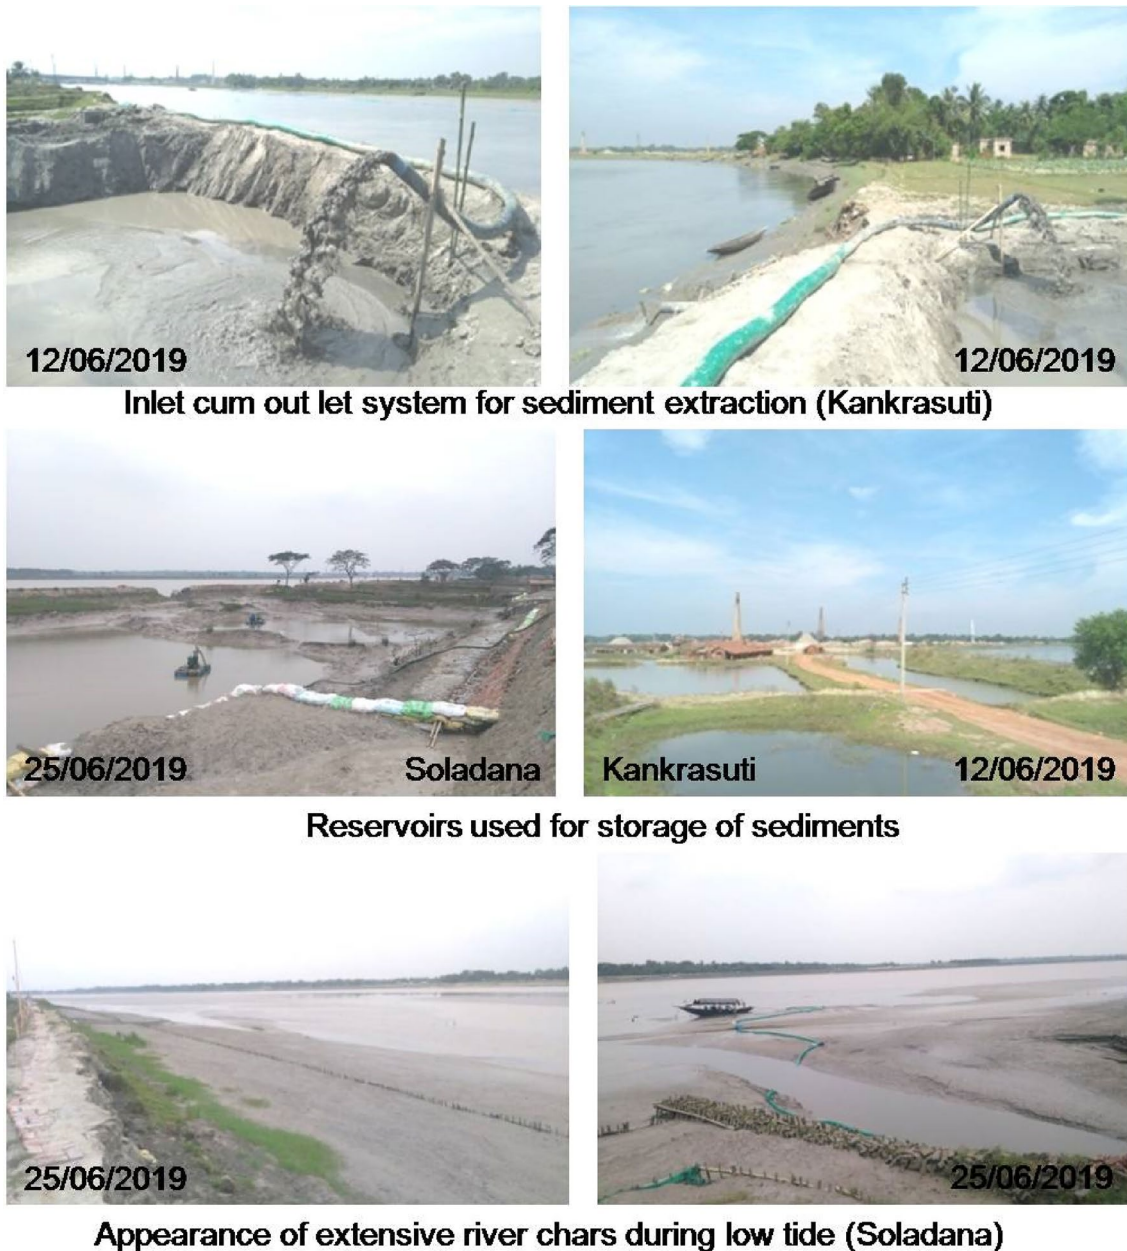 12/06/2019
12/06/2019
Inlet cum out let system for sediment extraction (Kankrasuti)
25/06/2019 Soladana
Kankrasuti 12/06/2019
Reservoirs used for storage of sediments
25/06/2019
25/06/2019
Appearance of extensive river chars during low tide (Soladana)